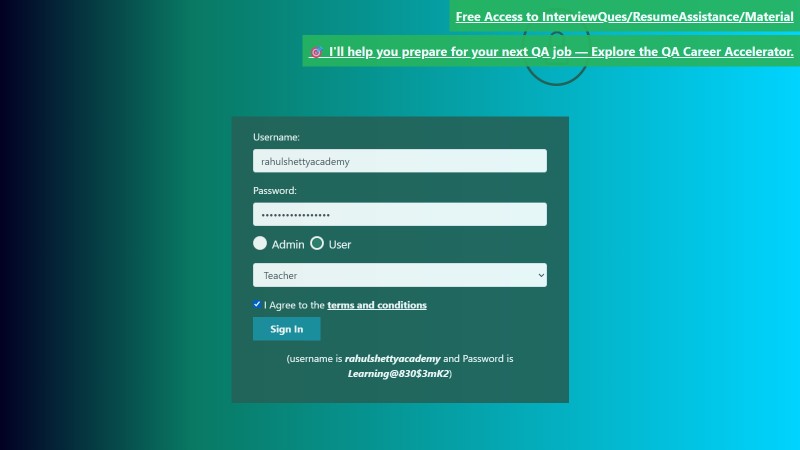 Free Access to InterviewQues/ResumeAssistance/Material
I'll help you prepare for your next QA job — Explore the QA Career Accelerator.
Username:
rahulshettyacademy
Password:
•••••••••••••••••
Admin User
Teacher
I Agree to the terms and conditions
Sign In
(username is rahulshettyacademy and Password is
Learning@830$3mK2)